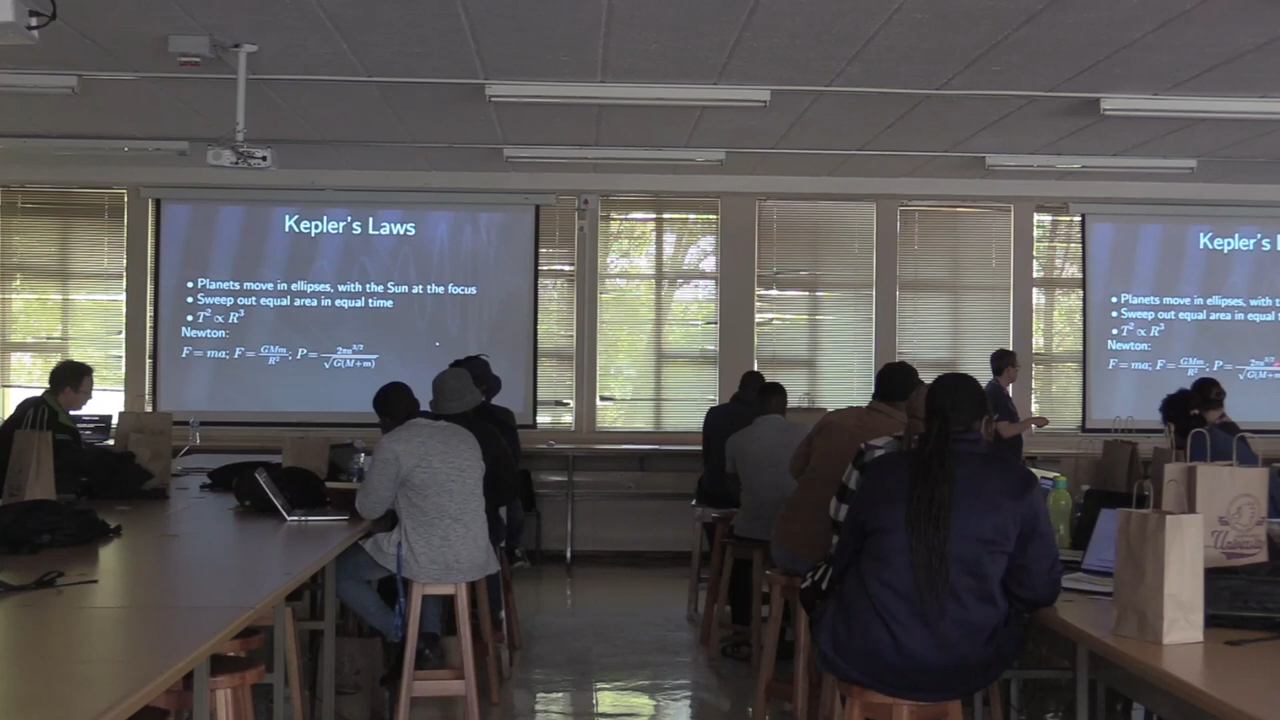 Kepler's Laws
• Planets move in ellipses, with the Sun at the focus
• Sweep out equal area in equal time
• T² ∝ R³
Newton:
F = ma; F = GMm/R²; P = 2πa^{3/2}/√G(M+m)
Kepler's
• Planets move in ellipses, with
• Sweep out equal area in equal
• T² ∝ R³
Newton:
F = ma; F = GMm/R²; P =